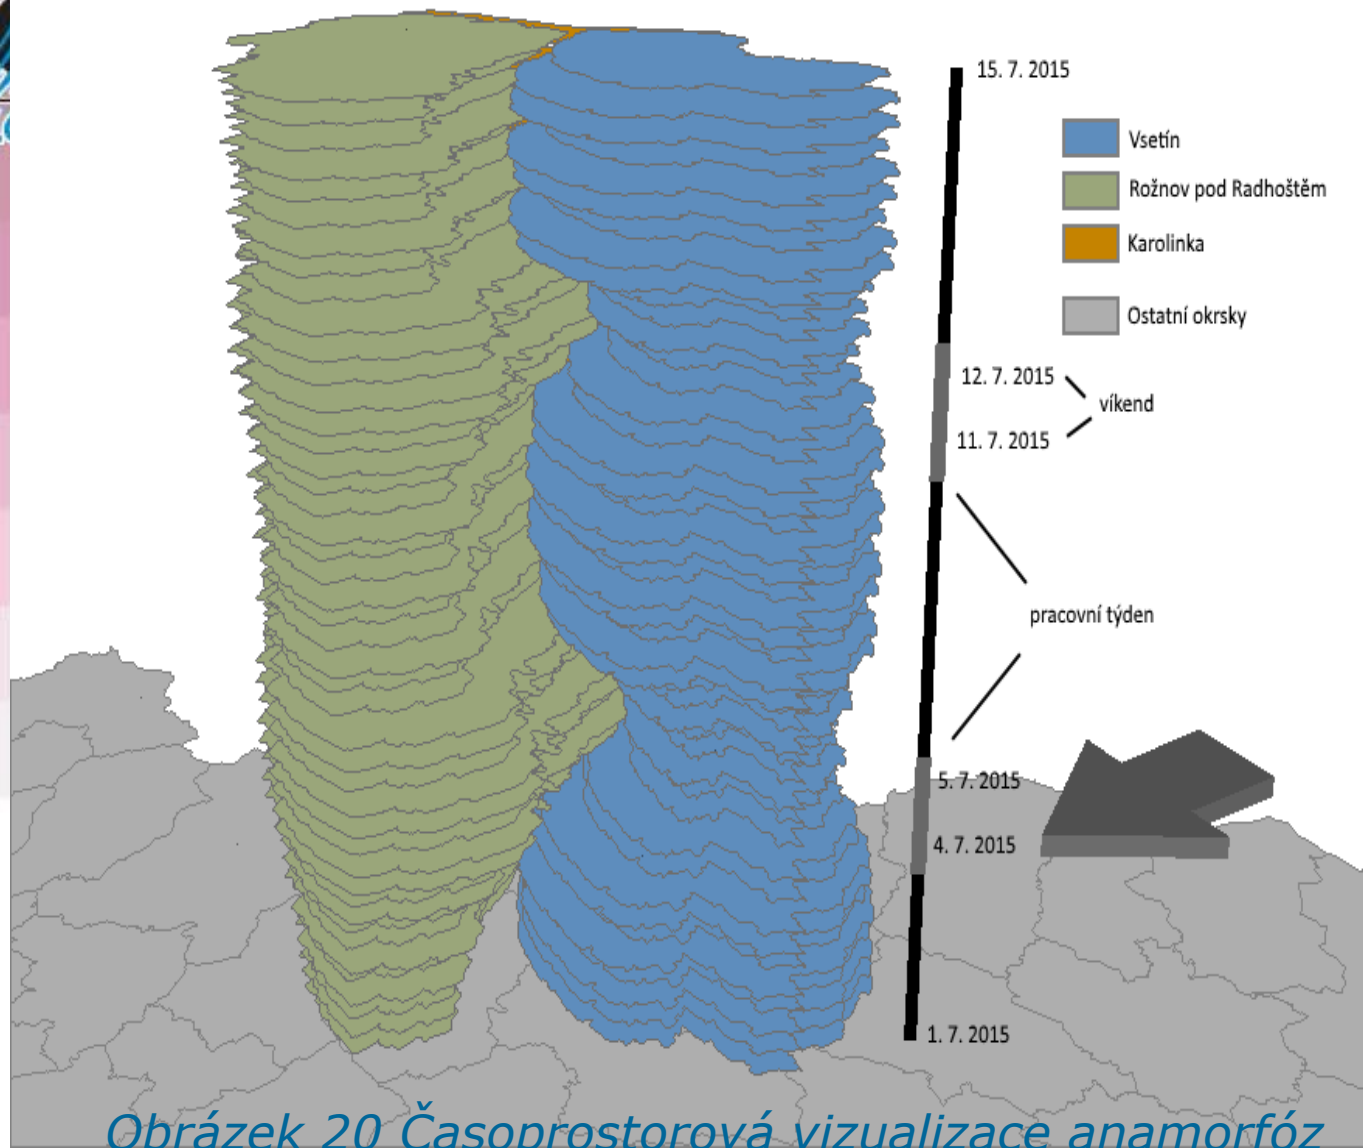 15. 7. 2015
Vsetín
Rožnov pod Radhoštěm
Karolinka
Ostatní okrsky
12. 7. 2015
víkend
11. 7. 2015
pracovní týden
5. 7. 2015
4. 7. 2015
1. 7. 2015
Obrázek 20 Časoprostorová vizualizace anamorfóz